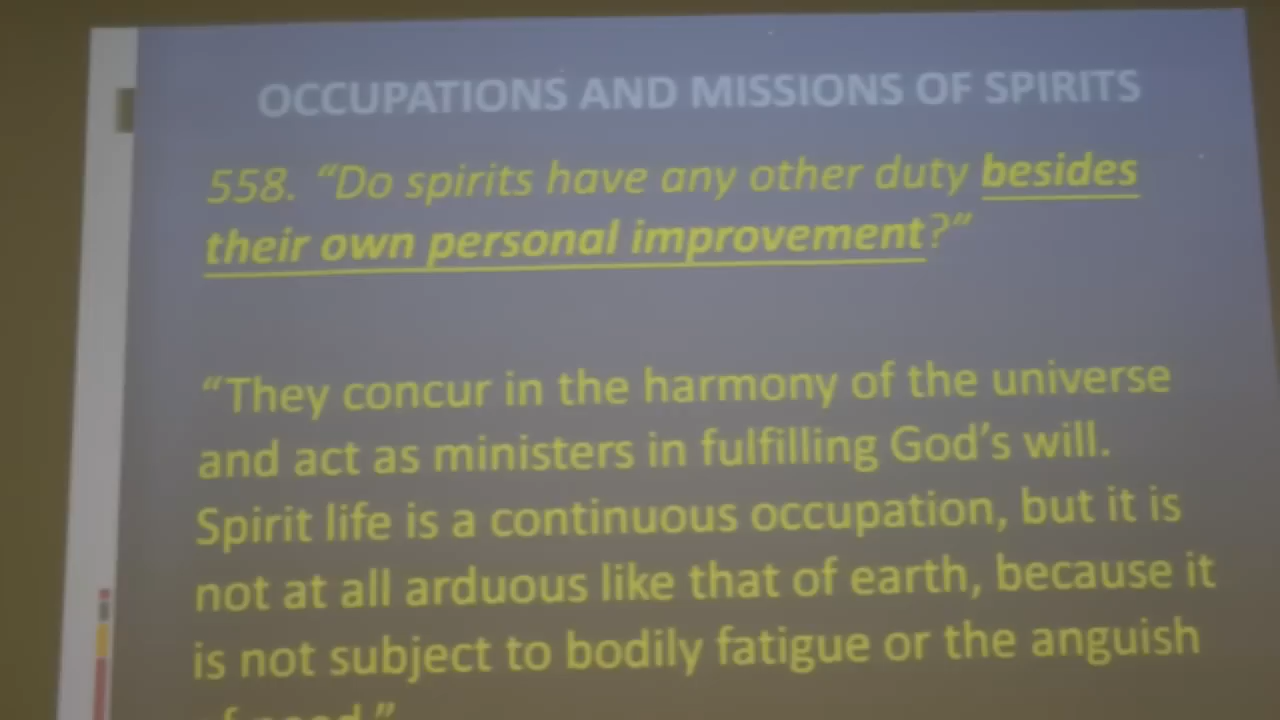 OCCUPATIONS AND MISSIONS OF SPIRITS
558. “Do spirits have any other duty besides
their own personal improvement?”
“They concur in the harmony of the universe
and act as ministers in fulfilling God’s will.
Spirit life is a continuous occupation, but it is
not at all arduous like that of earth, because it
is not subject to bodily fatigue or the anguish
of need.”